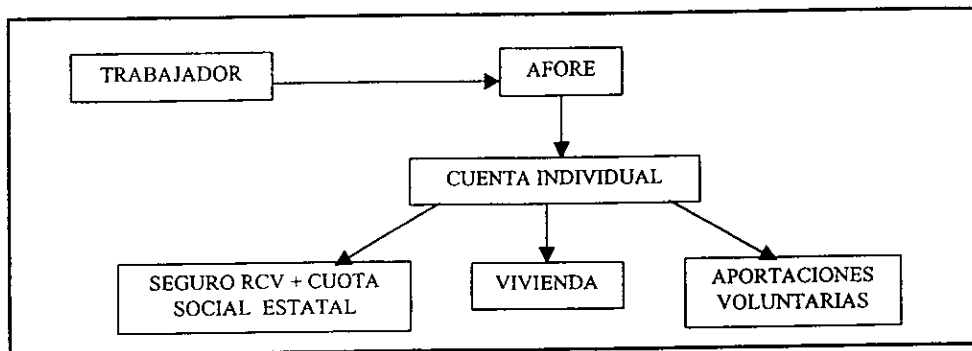 TRABAJADOR
AFORE
CUENTA INDIVIDUAL
SEGURO RCV + CUOTA
SOCIAL ESTATAL
VIVIENDA
APORTACIONES
VOLUNTARIAS